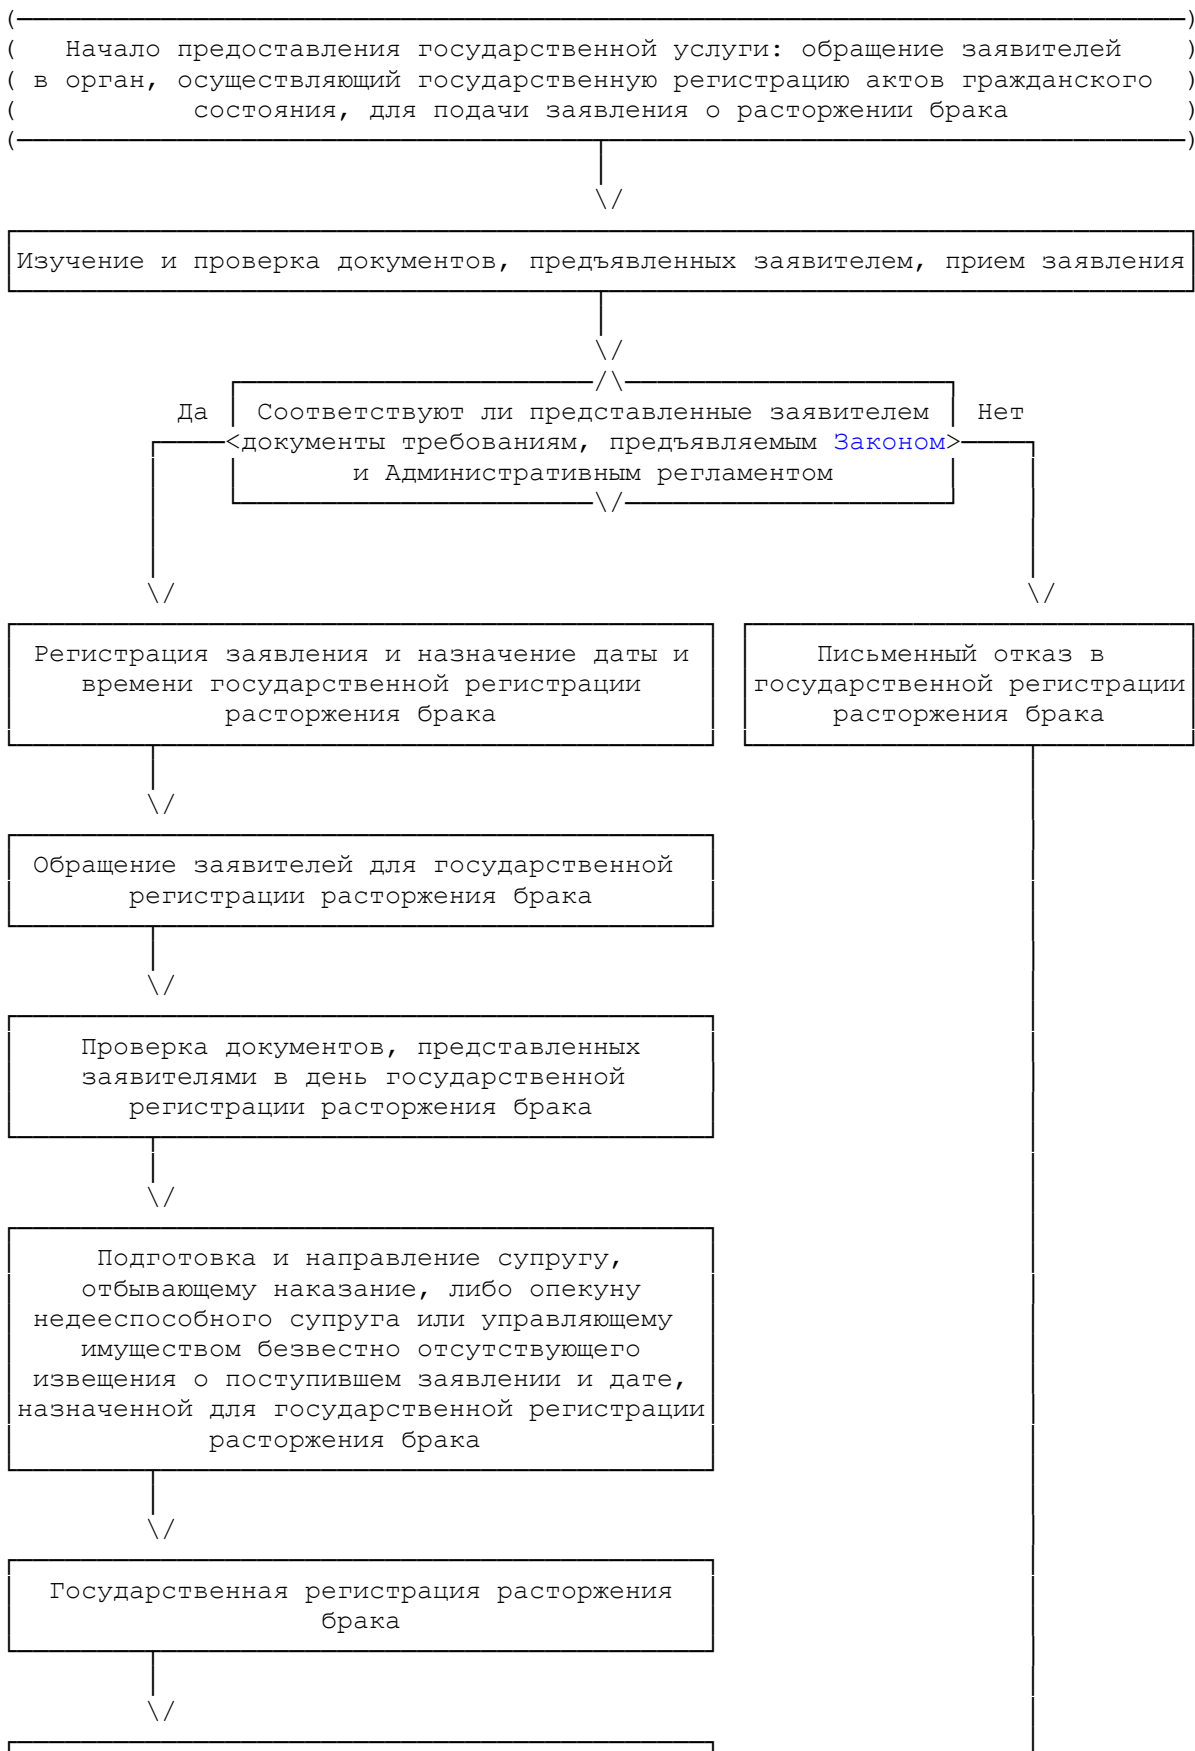 Начало предоставления государственной услуги: обращение заявителей
в орган, осуществляющий государственную регистрацию актов гражданского
состояния, для подачи заявления о расторжении брака
Изучение и проверка документов, предъявленных заявителем, прием заявления
Да
Соответствуют ли представленные заявителем
Нет
документы требованиям, предъявляемым Законом
и Административным регламентом
Регистрация заявления и назначение даты и
времени государственной регистрации
расторжения брака
Письменный отказ в
государственной регистрации
расторжения брака
Обращение заявителей для государственной
регистрации расторжения брака
Проверка документов, представленных
заявителями в день государственной
регистрации расторжения брака
Подготовка и направление супругу,
отбывающему наказание, либо опекуну
недееспособного супруга или управляющему
имуществом безвестно отсутствующего
извещения о поступившем заявлении и дате,
назначенной для государственной регистрации
расторжения брака
Государственная регистрация расторжения
брака